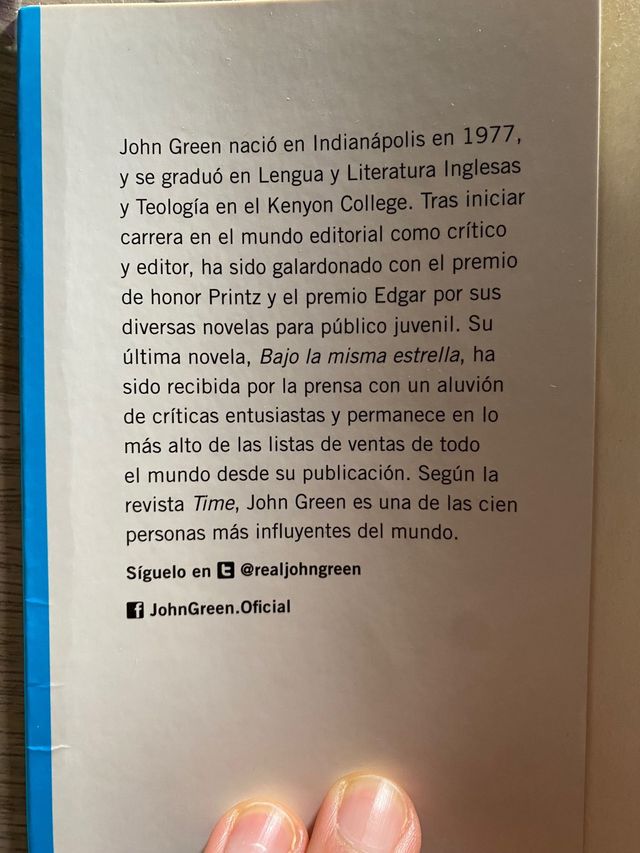 John Green nació en Indianápolis en 1977,
y se graduó en Lengua y Literatura Inglesas
y Teología en el Kenyon College. Tras iniciar
carrera en el mundo editorial como crítico
y editor, ha sido galardonado con el premio
de honor Printz y el premio Edgar por sus
diversas novelas para público juvenil. Su
última novela, Bajo la misma estrella, ha
sido recibida por la prensa con un aluvión
de críticas entusiastas y permanece en lo
más alto de las listas de ventas de todo
el mundo desde su publicación. Según la
revista Time, John Green es una de las cien
personas más influyentes del mundo.
Síguelo en t @realjohngreen
f JohnGreen.Oficial